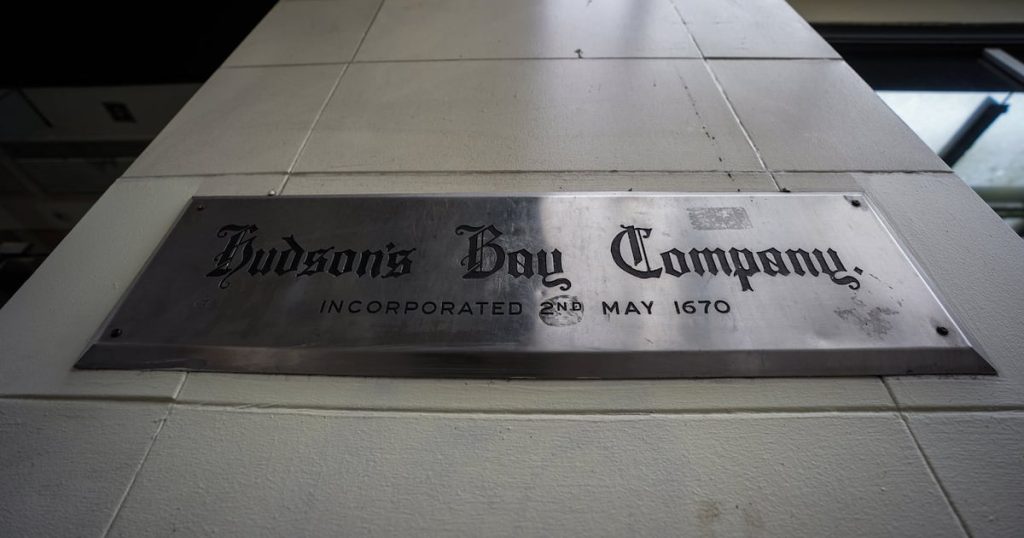 Hudson's Bay Company.
INCORPORATED 2ND MAY 1670